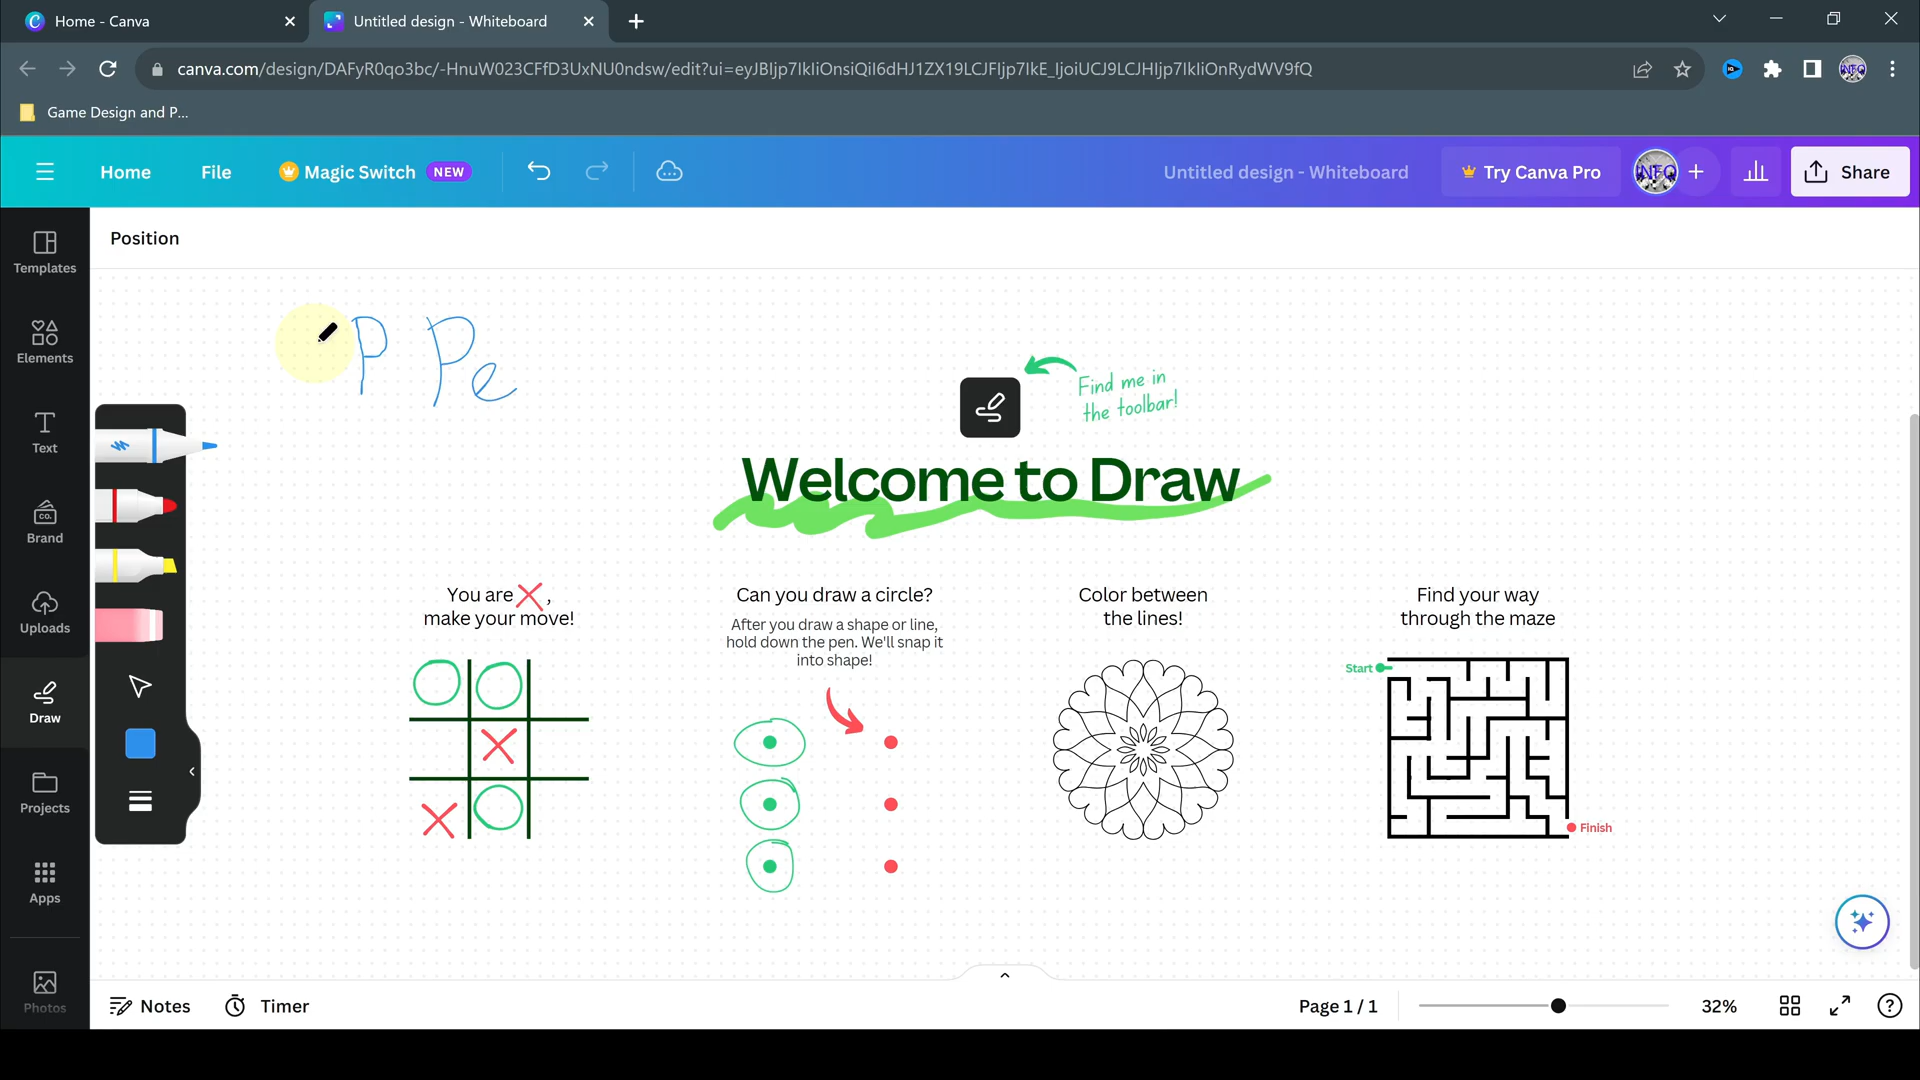 Home - Canva
Untitled design - Whiteboard
canva.com/design/DAFyR0qo3bc/-HnuW023CFfD3UxNU0ndsw/edit?ui=eyJBIjp7IkIiOnsiQiI6dHJ1ZX19LCJFIjp7IkE_IjoiUCJ9LCJHIjp7IkIiOnRydWV9fQ
Game Design and P...
Home
File
Magic Switch
NEW
Untitled design - Whiteboard
Try Canva Pro
Share
Position
Templates
Elements
Text
Brand
Uploads
Draw
Projects
Apps
Photos
P Pe
Find me in
the toolbar!
Welcome to Draw
You are X,
make your move!
Can you draw a circle?
After you draw a shape or line,
hold down the pen. We'll snap it
into shape!
Color between
the lines!
Find your way
through the maze
Start
Finish
Notes
Timer
Page 1 / 1
32%